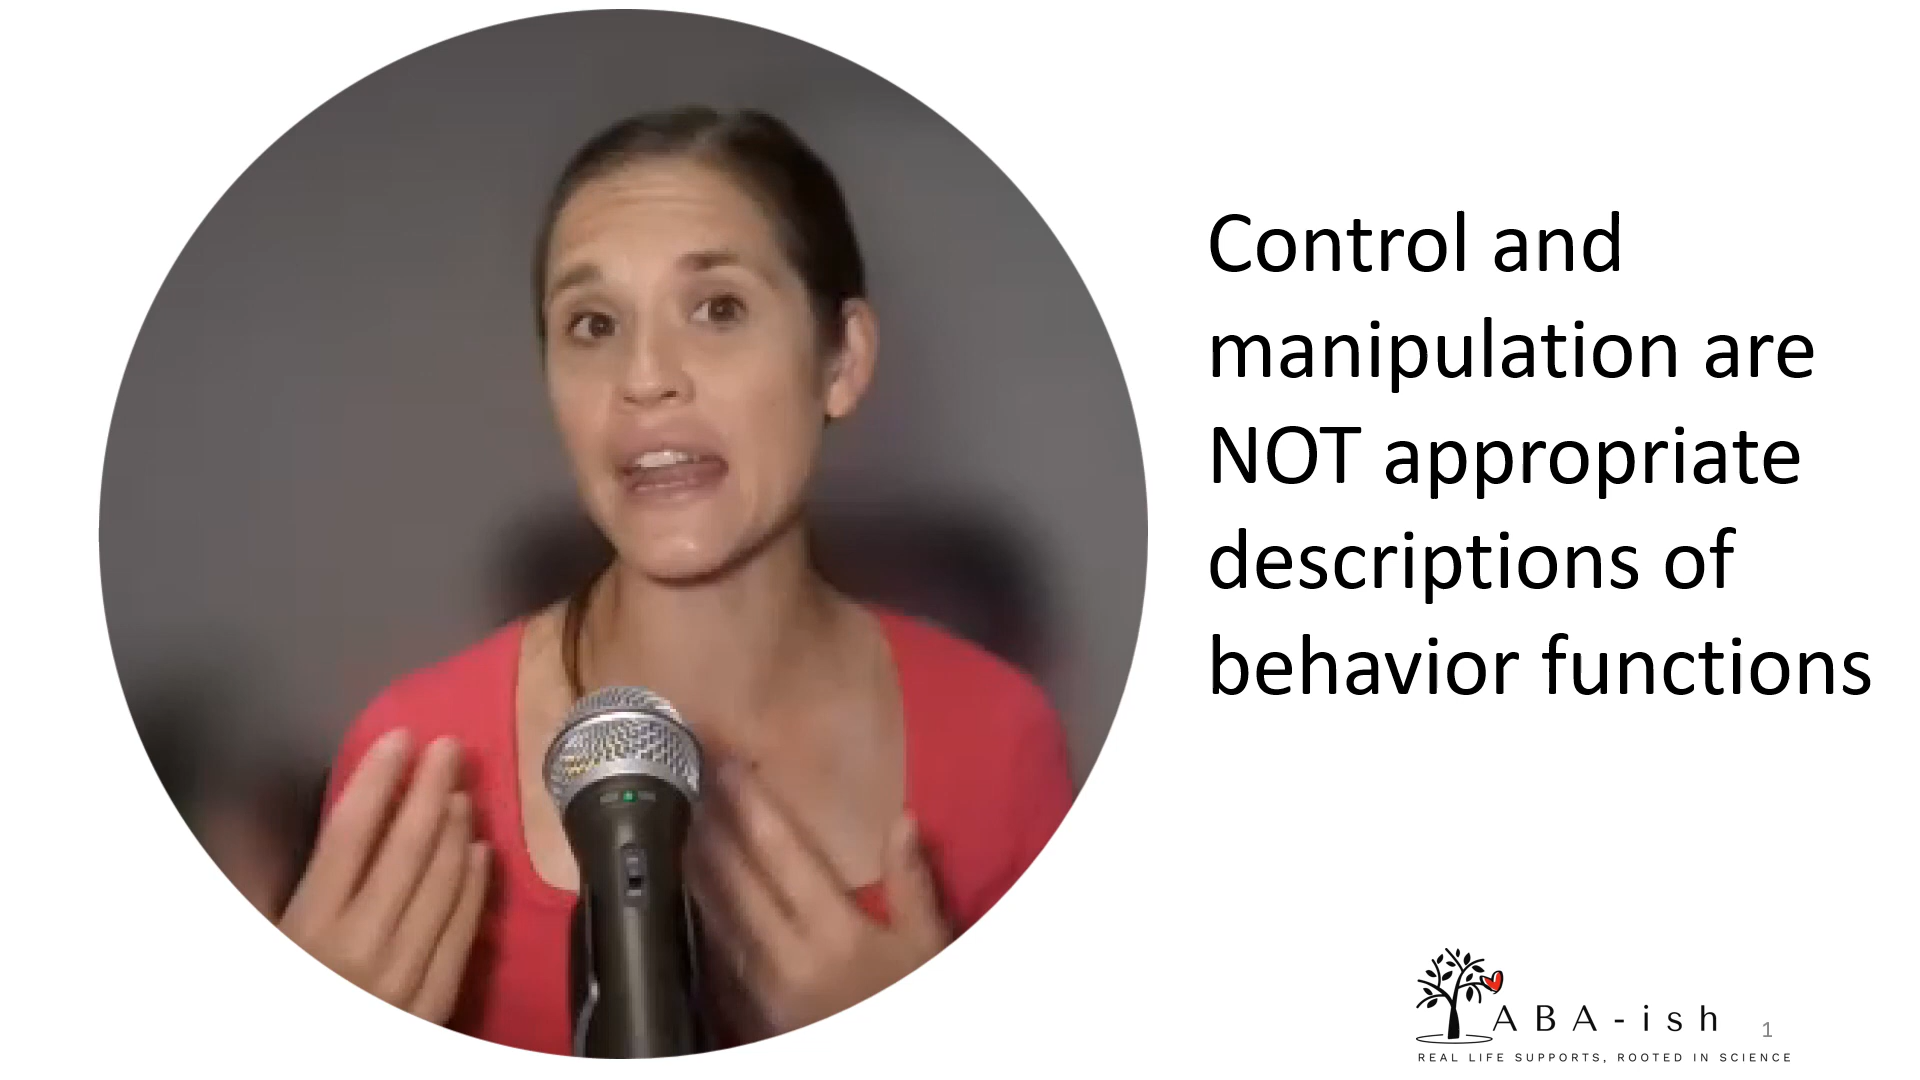 Control and
manipulation are
NOT appropriate
descriptions of
behavior functions
ABA-ish
1
REAL LIFE SUPPORTS, ROOTED IN SCIENCE